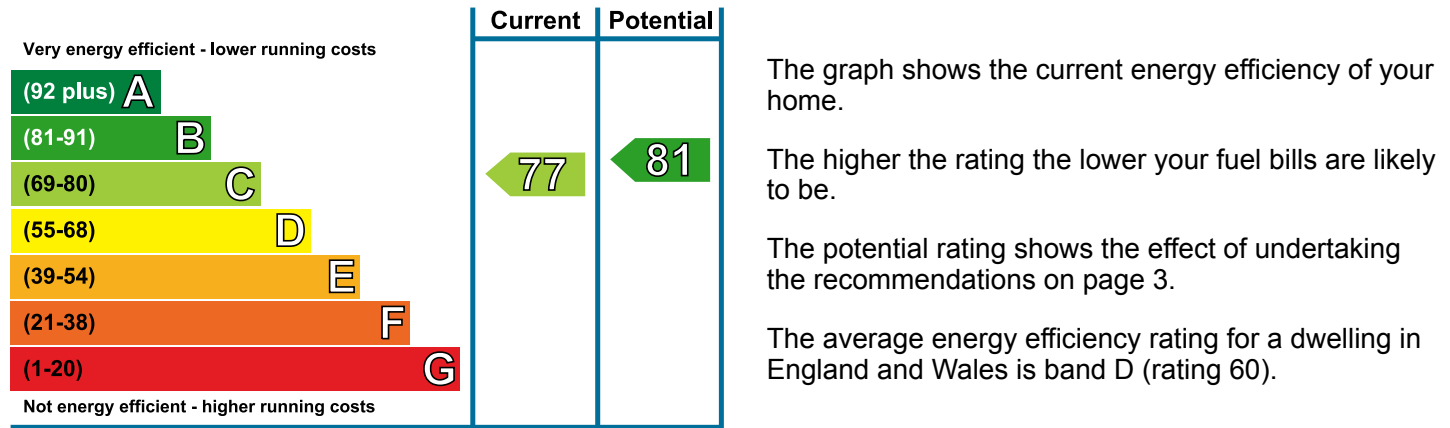 Current Potential
Very energy efficient - lower running costs
(92 plus) A
(81-91) B
(69-80) C
(55-68) D
(39-54) E
(21-38) F
(1-20) G
Not energy efficient - higher running costs
77
81
The graph shows the current energy efficiency of your
home.
The higher the rating the lower your fuel bills are likely
to be.
The potential rating shows the effect of undertaking
the recommendations on page 3.
The average energy efficiency rating for a dwelling in
England and Wales is band D (rating 60).